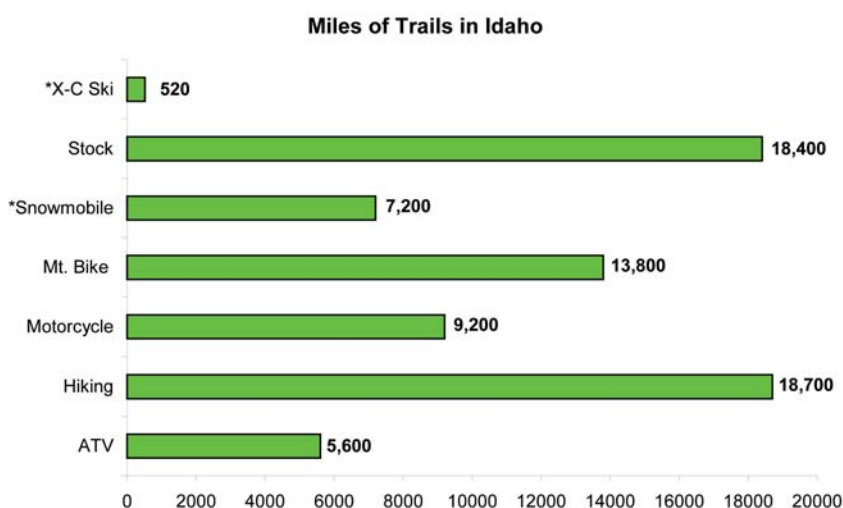 Miles of Trails in Idaho
*X-C Ski 520
Stock 18,400
*Snowmobile 7,200
Mt. Bike 13,800
Motorcycle 9,200
Hiking 18,700
ATV 5,600
0 2000 4000 6000 8000 10000 12000 14000 16000 18000 20000